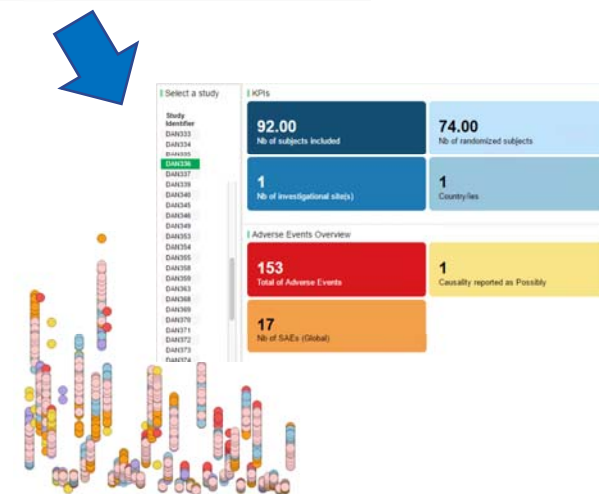 Select a study
Study
Identifier
DAN333
DAN334
DAN335
DAN336
DAN337
DAN339
DAN340
DAN345
DAN346
DAN349
DAN353
DAN354
DAN355
DAN358
DAN359
DAN363
DAN368
DAN369
DAN370
DAN371
DAN372
DAN373
DAN374
KPIs
92.00
Nb of subjects included
74.00
Nb of randomized subjects
1
Nb of investigational site(s)
1
Country/ies
Adverse Events Overview
153
Total of Adverse Events
1
Causality reported as Possibly
17
Nb of SAEs (Global)